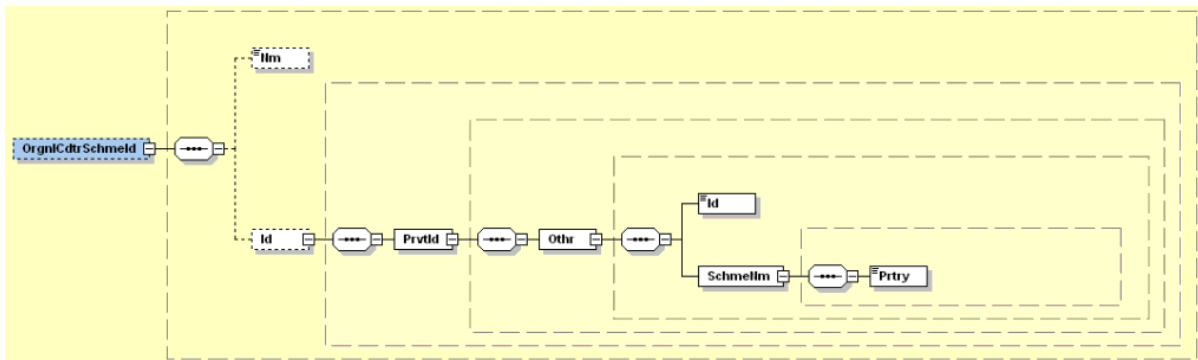 Nm
OrgnlCdtrSchmeId
Id
PrvtId
Othr
Id
SchmeNm
Prtry